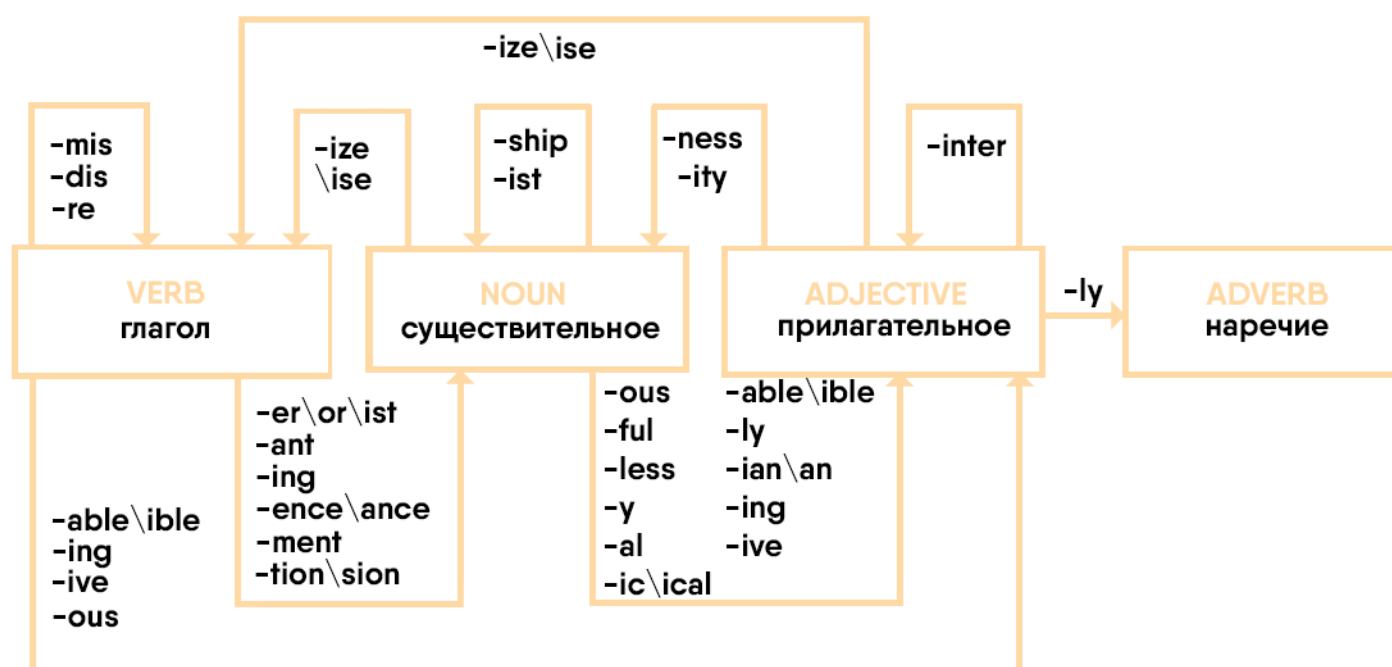 -ize\ise
-mis
-dis
-re
-ize
\ise
-ship
-ist
-ness
-ity
-inter
VERB
глагол
NOUN
существительное
ADJECTIVE
прилагательное
-ly
ADVERB
наречие
-able\ible
-ing
-ive
-ous
-er\or\ist
-ant
-ing
-ence\ance
-ment
-tion\sion
-ous
-ful
-less
-y
-al
-ic\ical
-able\ible
-ly
-ian\an
-ing
-ive